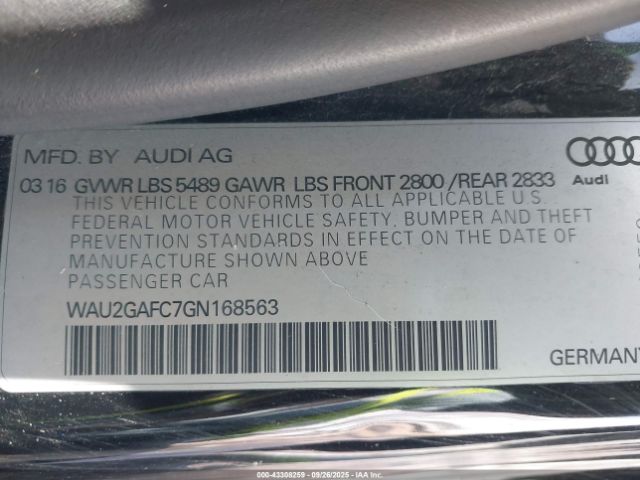 MFD. BY AUDI AG
03 16 GVWR LBS 5489 GAWR LBS FRONT 2800 /REAR 2833
Audi
THIS VEHICLE CONFORMS TO ALL APPLICABLE U.S.
FEDERAL MOTOR VEHICLE SAFETY, BUMPER AND THEFT
PREVENTION STANDARDS IN EFFECT ON THE DATE OF
MANUFACTURE SHOWN ABOVE
PASSENGER CAR
WAU2GAFC7GN168563
GERMANY
000-43308259 - 09/26/2025 - IAA Inc.